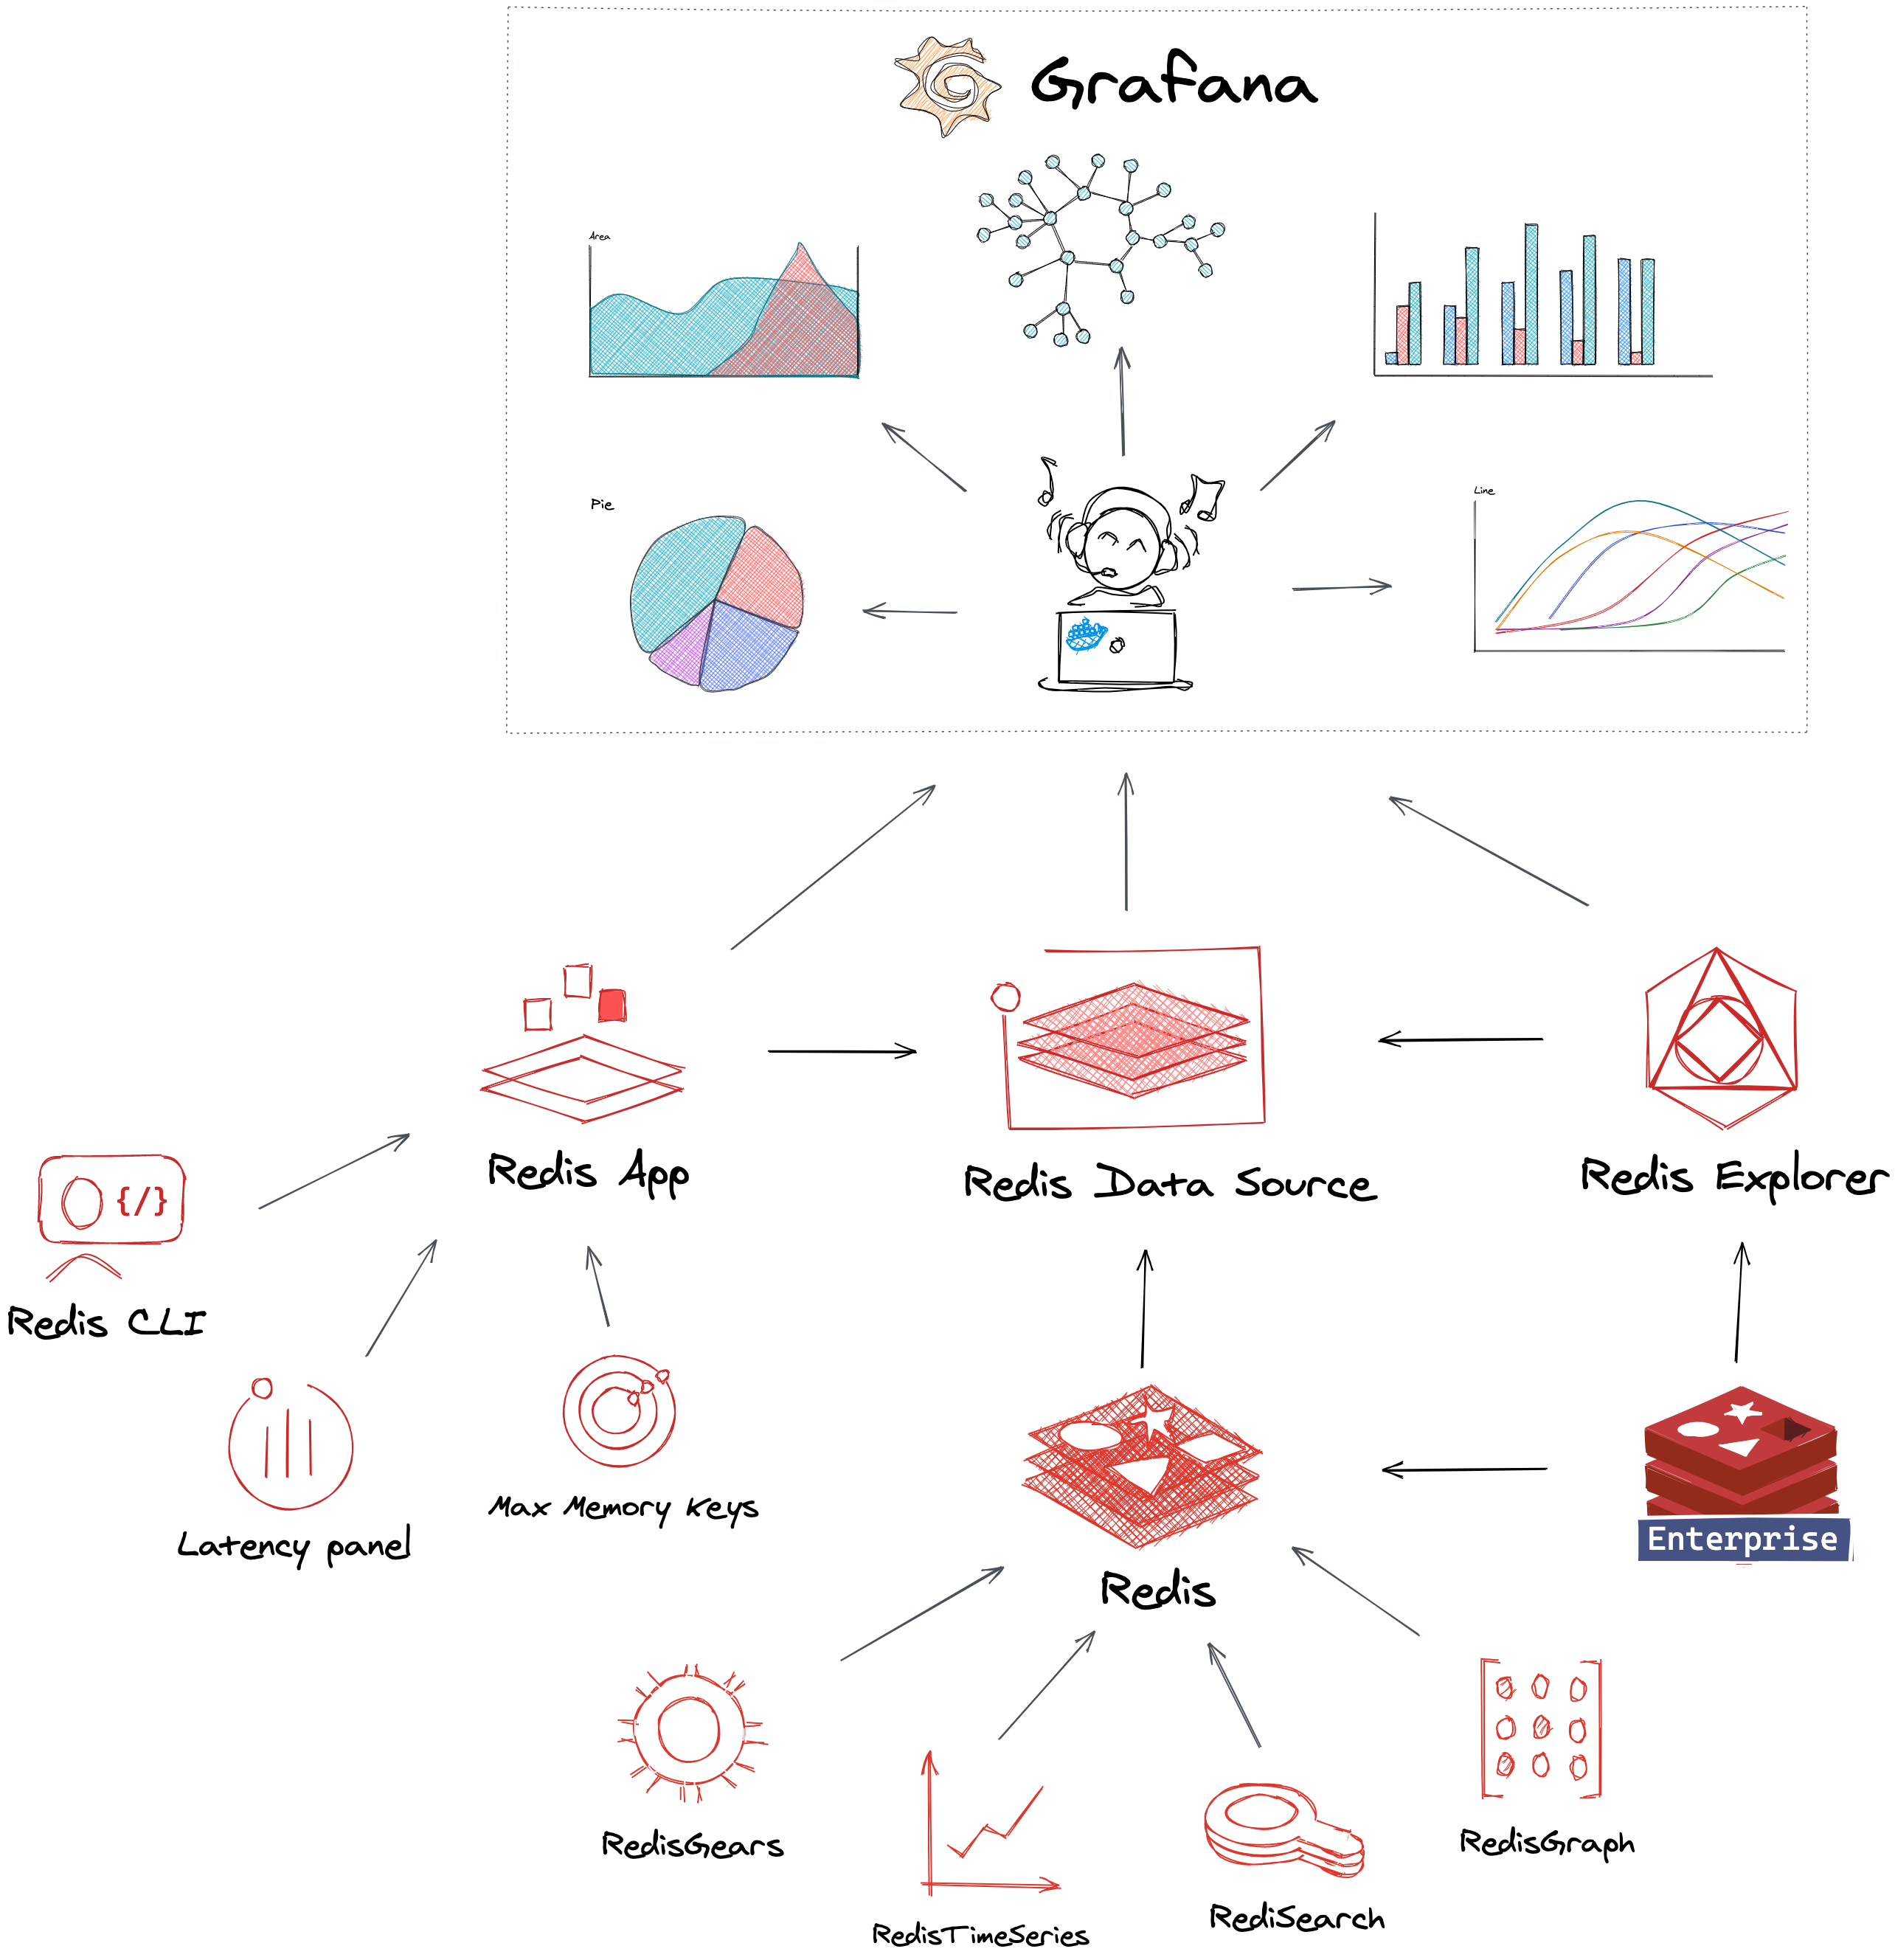 Grafana
Area
Pie
Line
Redis App
Redis Data Source
Redis Explorer
{/}
Redis CLI
Latency panel
Max Memory Keys
Redis
Enterprise
RedisGears
RedisTimeSeries
RediSearch
RedisGraph